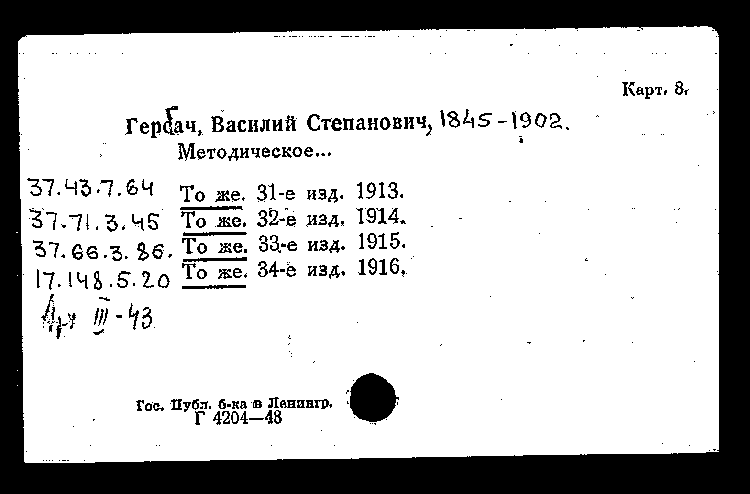 Карт. 8.
Гербач, Василий Степанович, 1845-1902.
Методическое...
37.43.7.64 То же. 31-е изд. 1913.
37.71.3.45 То же. 32-е изд. 1914.
37.66.3.86. То же. 33-е изд. 1915.
17.148.5.20 То же. 34-е изд. 1916.
III-43
Гос. Публ. б-ка в Ленингр.
Г 4204—48